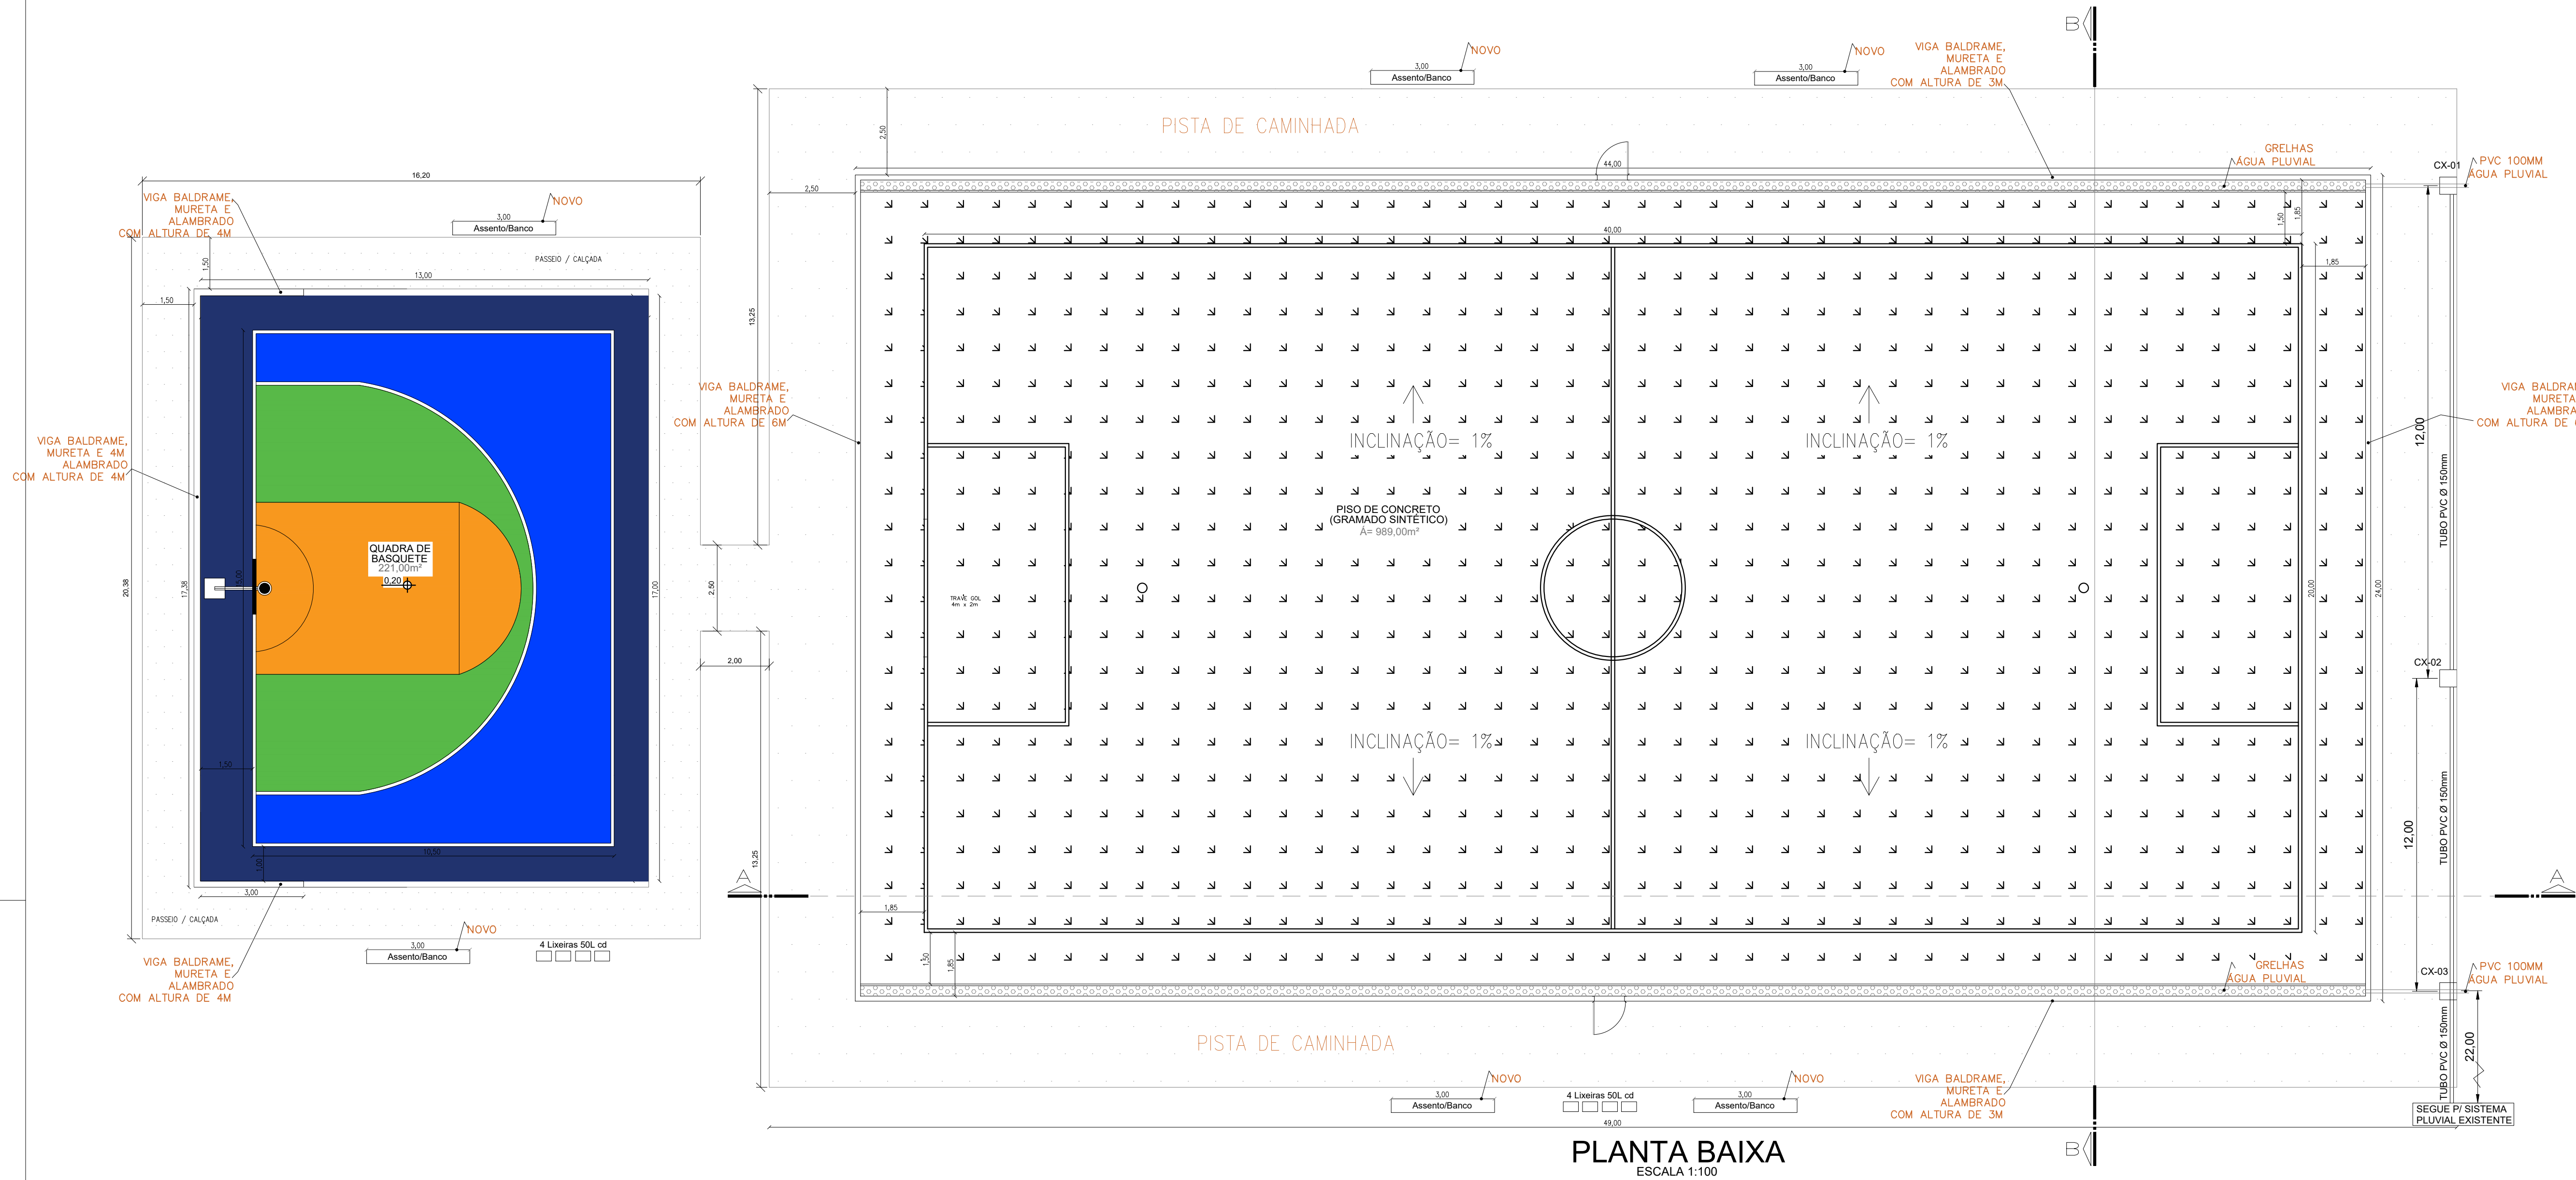 B
NOVO
3,00
Assento/Banco
NOVO
3,00
Assento/Banco
VIGA BALDRAME,
MURETA E
ALAMBRADO
COM ALTURA DE 3M
PISTA DE CAMINHADA
2,50
13,25
2,50
44,00
GRELHAS
ÁGUA PLUVIAL
CX-01
PVC 100MM
ÁGUA PLUVIAL
16,20
VIGA BALDRAME,
MURETA E
ALAMBRADO
COM ALTURA DE 4M
NOVO
3,00
Assento/Banco
PASSEIO / CALÇADA
1,50
13,00
1,50
40,00
1,50
1,85
1,85
VIGA BALDRAME,
MURETA E
ALAMBRADO
COM ALTURA DE 6M
VIGA BALDRAME,
MURETA E 4M
ALAMBRADO
COM ALTURA DE 4M
INCLINAÇÃO= 1%
INCLINAÇÃO= 1%
12,00
TUBO PVC Ø 150mm
PISO DE CONCRETO
(GRAMADO SINTÉTICO)
A= 989,00m²
QUADRA DE
BASQUETE
221,00m²
0,20
20,38
17,38
17,00
2,50
2,00
TRAVE GOL
4m x 2m
20,00
24,00
CX-02
INCLINAÇÃO= 1%
INCLINAÇÃO= 1%
1,50
10,50
1,00
3,00
13,25
12,00
TUBO PVC Ø 150mm
A
A
1,85
1,50
1,85
PASSEIO / CALÇADA
NOVO
3,00
Assento/Banco
4 Lixeiras 50L cd
VIGA BALDRAME,
MURETA E
ALAMBRADO
COM ALTURA DE 4M
GRELHAS
ÁGUA PLUVIAL
CX-03
PVC 100MM
ÁGUA PLUVIAL
TUBO PVC Ø 150mm
22,00
PISTA DE CAMINHADA
NOVO
3,00
Assento/Banco
4 Lixeiras 50L cd
NOVO
3,00
Assento/Banco
VIGA BALDRAME,
MURETA E
ALAMBRADO
COM ALTURA DE 3M
SEGUE P/ SISTEMA
PLUVIAL EXISTENTE
49,00
PLANTA BAIXA
ESCALA 1:100
B